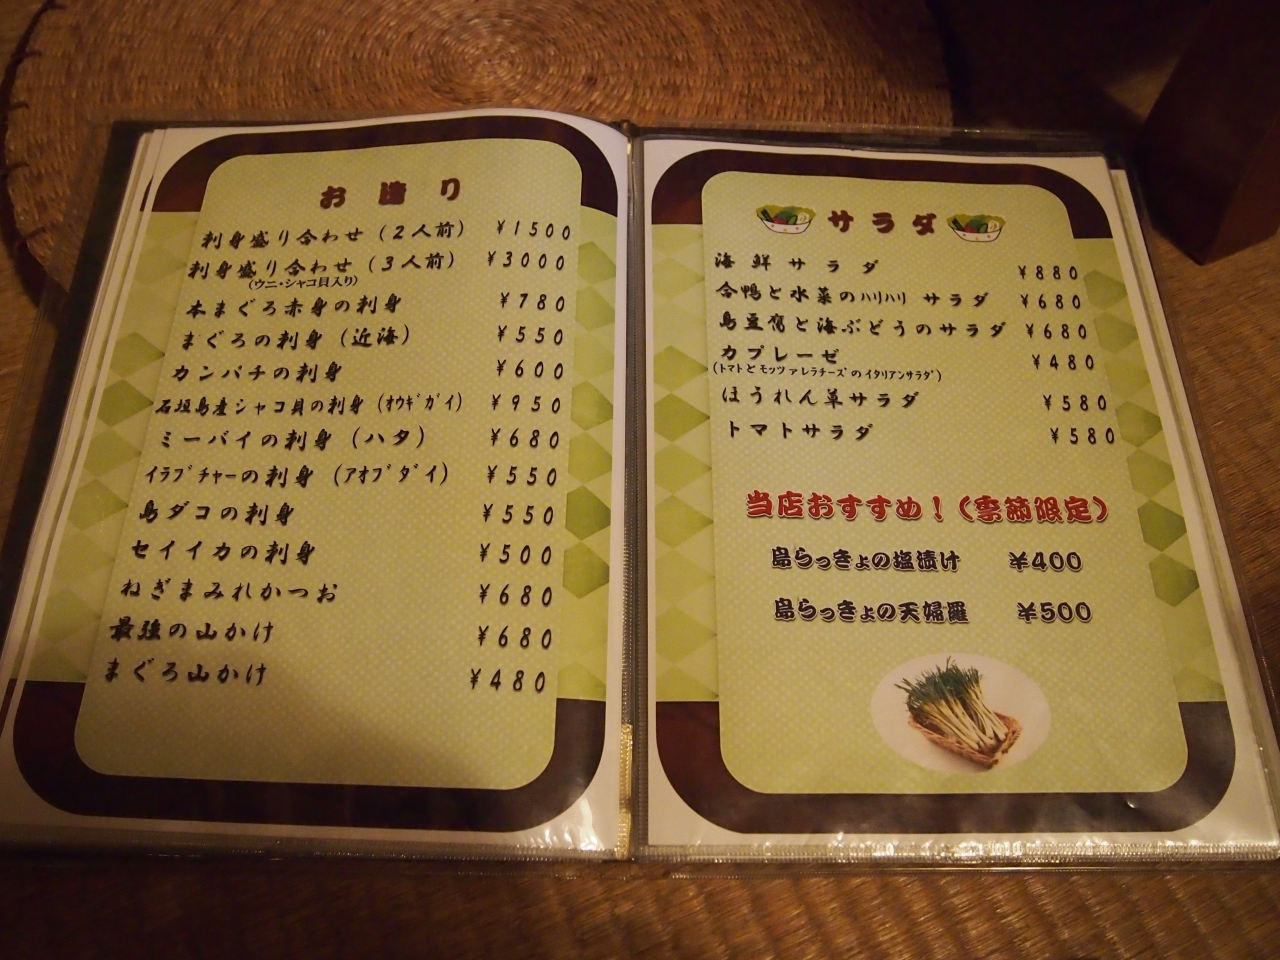 お造り
刺身盛り合わせ（2人前） ¥1500
刺身盛り合わせ（3人前） ¥3000
（ウニ・シャコ貝入り）
本まぐろ赤身の刺身 ¥780
まぐろの刺身（近海） ¥550
カンパチの刺身 ¥600
石垣島産シャコ貝の刺身（オウギガイ） ¥950
ミーバイの刺身（ハタ） ¥680
イラブチャーの刺身（アオブダイ） ¥550
島ダコの刺身 ¥550
セイイカの刺身 ¥500
ねぎまみれかつお ¥680
最強の山かけ ¥680
まぐろ山かけ ¥480
サラダ
海鮮サラダ ¥880
合鴨と水菜のハリハリサラダ ¥680
島豆腐と海ぶどうのサラダ ¥680
カプレーゼ ¥480
（トマトとモッツァレラチーズのイタリアンサラダ）
ほうれん草サラダ ¥580
トマトサラダ ¥580
当店おすすめ！（季節限定）
島らっきょの塩漬け ¥400
島らっきょの天婦羅 ¥500